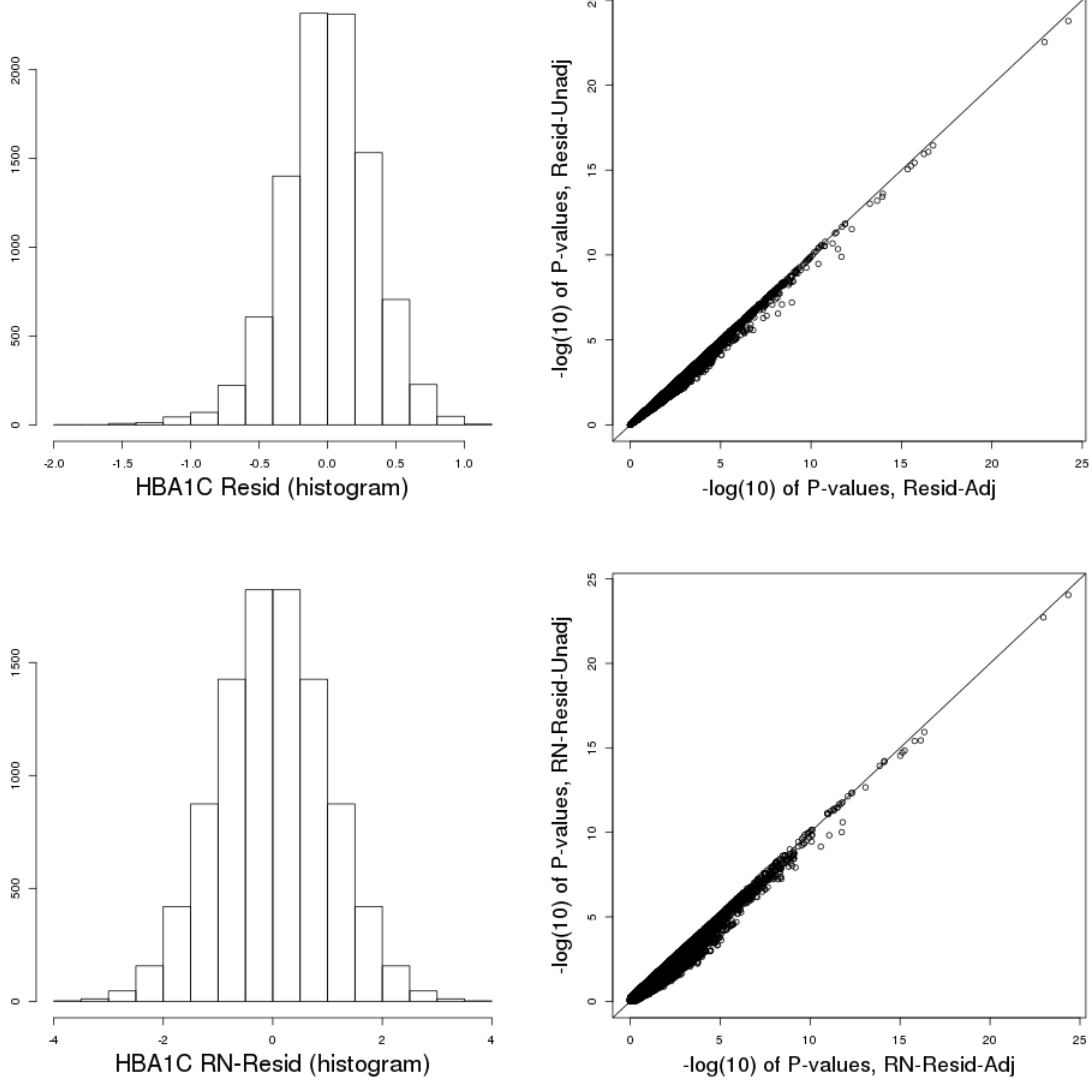 2000
1500
1000
500
0
-2.0 -1.5 -1.0 -0.5 0.0 0.5 1.0
HBA1C Resid (histogram)
-log(10) of P-values, Resid-Unadj
25
20
15
10
5
0
0 5 10 15 20 25
-log(10) of P-values, Resid-Adj
1500
1000
500
0
-4 -2 0 2 4
HBA1C RN-Resid (histogram)
-log(10) of P-values, RN-Resid-Unadj
25
20
15
10
5
0
0 5 10 15 20 25
-log(10) of P-values, RN-Resid-Adj